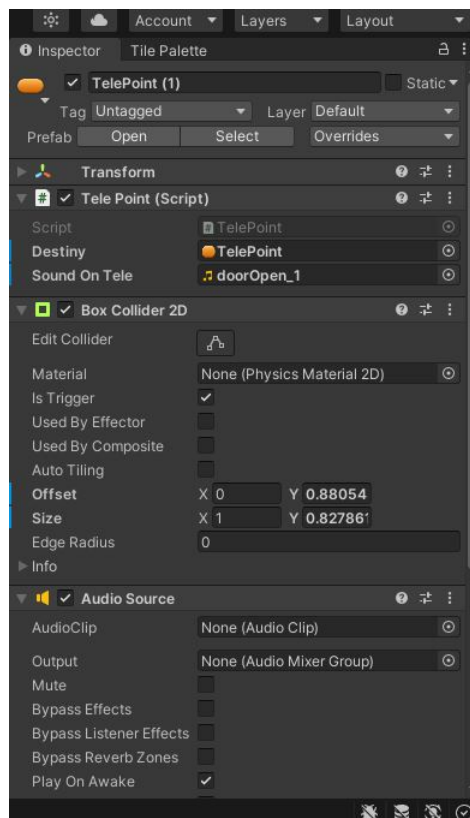 Account Layers Layout
Inspector Tile Palette
TelePoint (1) Static
Tag Untagged Layer Default
Prefab Open Select Overrides
Transform
# Tele Point (Script)
Script # TelePoint
Destiny TelePoint
Sound On Tele doorOpen_1
Box Collider 2D
Edit Collider
Material None (Physics Material 2D)
Is Trigger
Used By Effector
Used By Composite
Auto Tiling
Offset X 0 Y 0.88054
Size X 1 Y 0.827861
Edge Radius 0
Info
Audio Source
AudioClip None (Audio Clip)
Output None (Audio Mixer Group)
Mute
Bypass Effects
Bypass Listener Effects
Bypass Reverb Zones
Play On Awake